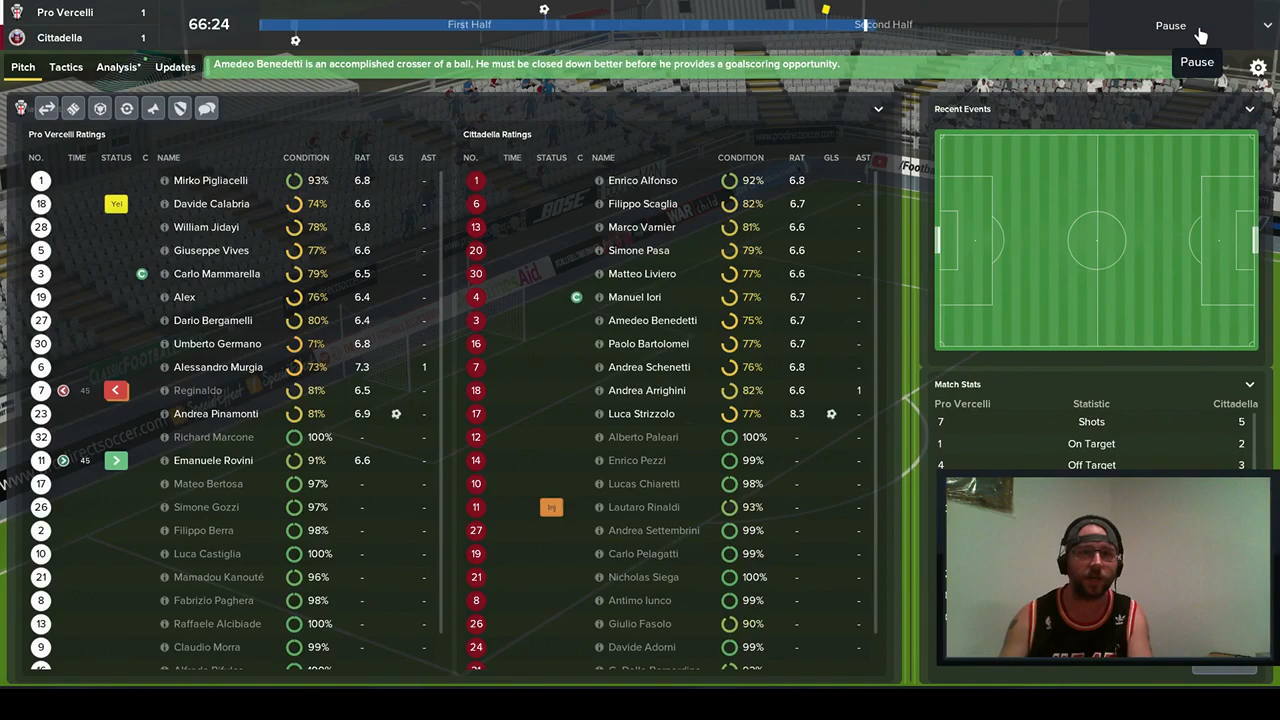 Pro Vercelli 1
Cittadella 1
66:24
First Half
Second Half
Pause
Pause
Pitch Tactics Analysis Updates
Amedeo Benedetti is an accomplished crosser of a ball. He must be closed down better before he provides a goalscoring opportunity.
Pro Vercelli Ratings
NO. TIME STATUS C NAME CONDITION RAT GLS AST
1 Mirko Pigliacelli 93% 6.8 -
18 Yel Davide Calabria 74% 6.6 -
28 William Jidayi 78% 6.8 -
5 Giuseppe Vives 77% 6.6 -
3 C Carlo Mammarella 79% 6.5 -
19 Alex 76% 6.4 -
27 Dario Bergamelli 80% 6.4 -
30 Umberto Germano 71% 6.8 -
6 Alessandro Murgia 73% 7.3 1
7 45 Reginaldo 81% 6.5 -
23 Andrea Pinamonti 81% 6.9 -
32 Richard Marcone 100% - -
11 45 Emanuele Rovini 91% 6.6 -
17 Mateo Bertosa 97% - -
26 Simone Gozzi 97% - -
2 Filippo Berra 98% - -
10 Luca Castiglia 100% - -
21 Mamadou Kanouté 96% - -
8 Fabrizio Paghera 98% - -
13 Raffaele Alcibiade 100% - -
9 Claudio Morra 99% - -
Cittadella Ratings
NO. TIME STATUS C NAME CONDITION RAT GLS AST
1 Enrico Alfonso 92% 6.8 -
6 Filippo Scaglia 82% 6.7 -
13 Marco Varnier 81% 6.6 -
20 Simone Pasa 79% 6.6 -
30 Matteo Liviero 77% 6.6 -
4 C Manuel Iori 77% 6.7 -
3 Amedeo Benedetti 75% 6.7 -
16 Paolo Bartolomei 77% 6.7 -
7 Andrea Schenetti 76% 6.8 -
18 Andrea Arrighini 82% 6.6 1
17 Luca Strizzolo 77% 8.3 -
12 Alberto Paleari 100% - -
14 Enrico Pezzi 99% - -
10 Lucas Chiaretti 98% - -
11 Inj Lautaro Rinaldi 93% - -
27 Andrea Settembrini 99% - -
19 Carlo Pelagatti 99% - -
21 Nicholas Siega 100% - -
8 Antimo Iunco 99% - -
26 Giulio Fasolo 90% - -
24 Davide Adorni 99% - -
Recent Events
Match Stats
Pro Vercelli Statistic Cittadella
7 Shots 5
1 On Target 2
4 Off Target 3